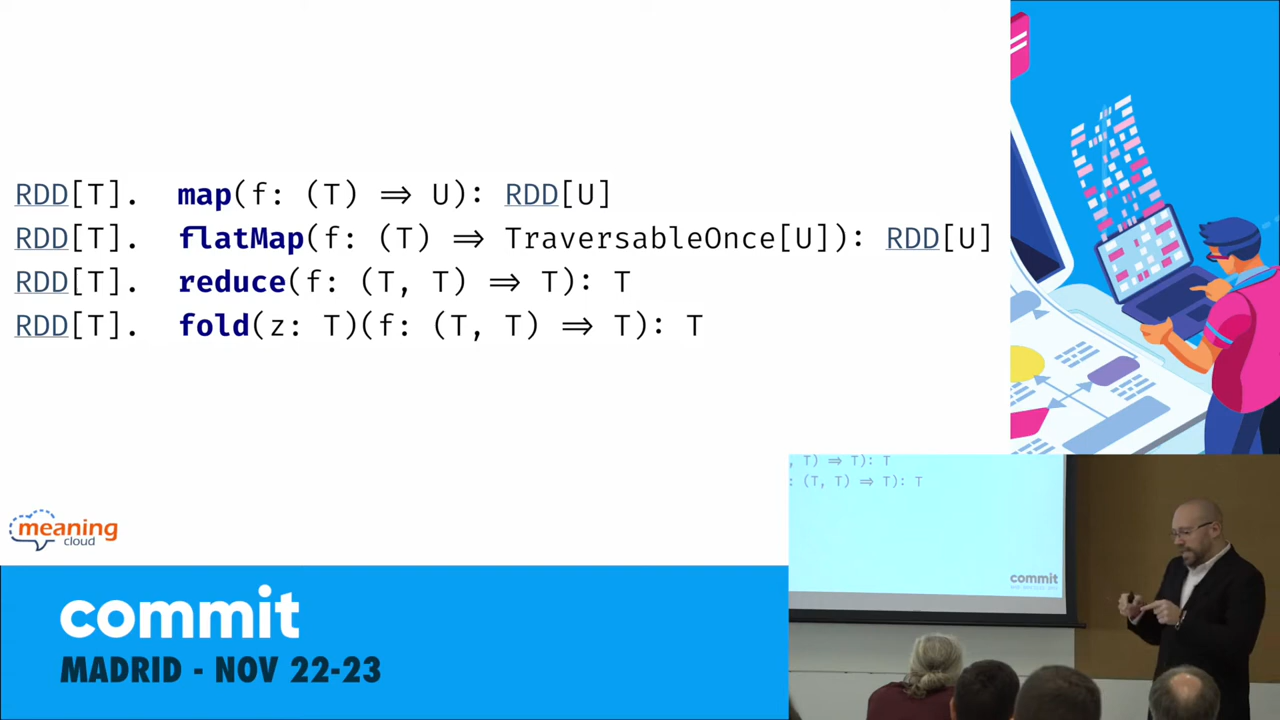 RDD[T]. map(f: (T) ⇒ U): RDD[U]
RDD[T]. flatMap(f: (T) ⇒ TraversableOnce[U]): RDD[U]
RDD[T]. reduce(f: (T, T) ⇒ T): T
RDD[T]. fold(z: T)(f: (T, T) ⇒ T): T
meaning
cloud
commit
MADRID - NOV 22-23
, T) ⇒ T): T
: (T, T) ⇒ T): T
commit